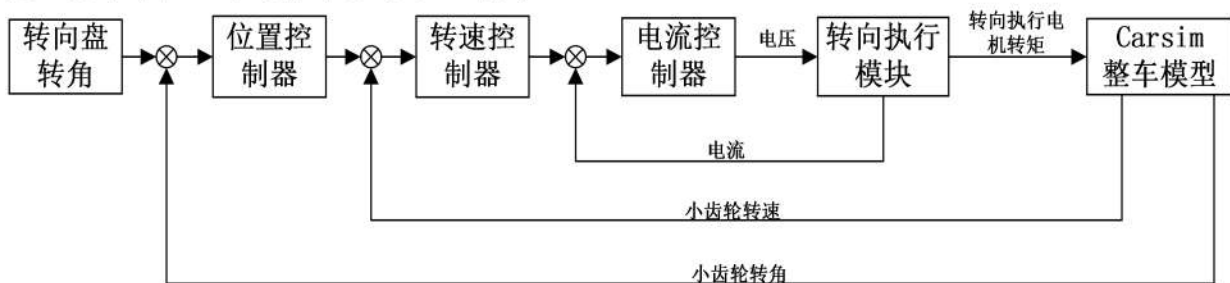 转向盘
转角
位置控
制器
转速控
制器
电流控
制器
电压
转向执行
模块
转向执行电
机转矩
Carsim
整车模型
电流
小齿轮转速
小齿轮转角